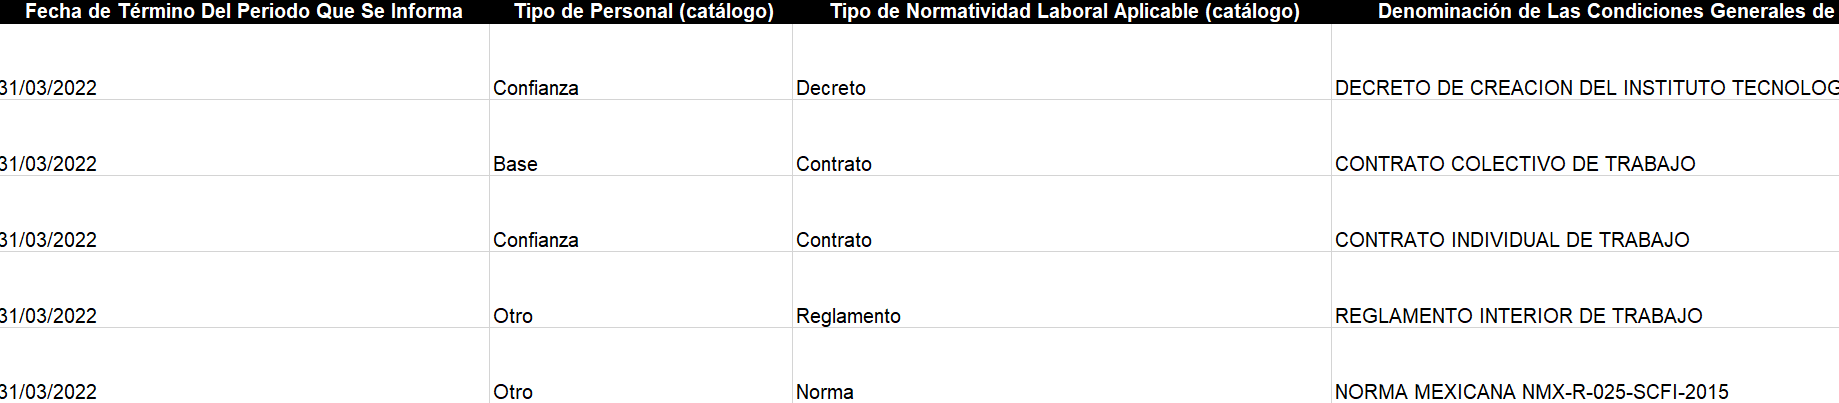 Fecha de Término Del Periodo Que Se Informa Tipo de Personal (catálogo) Tipo de Normatividad Laboral Aplicable (catálogo) Denominación de Las Condiciones Generales de
31/03/2022 Confianza Decreto DECRETO DE CREACION DEL INSTITUTO TECNOLOG
31/03/2022 Base Contrato CONTRATO COLECTIVO DE TRABAJO
31/03/2022 Confianza Contrato CONTRATO INDIVIDUAL DE TRABAJO
31/03/2022 Otro Reglamento REGLAMENTO INTERIOR DE TRABAJO
31/03/2022 Otro Norma NORMA MEXICANA NMX-R-025-SCFI-2015